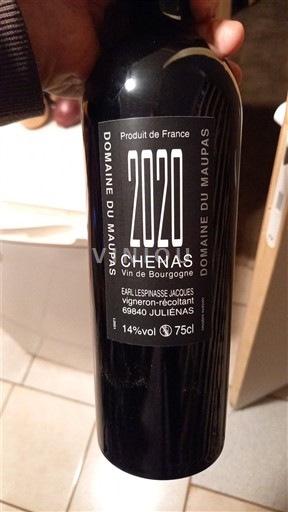 Produit de France
2020
CHENAS
Vin de Bourgogne
EARL LESPINASSE JACQUES
vigneron-récoltant
69840 JULIÉNAS
14%vol 75cl
DOMAINE DU MAUPAS
DOMAINE DU MAUPAS
VINIOU